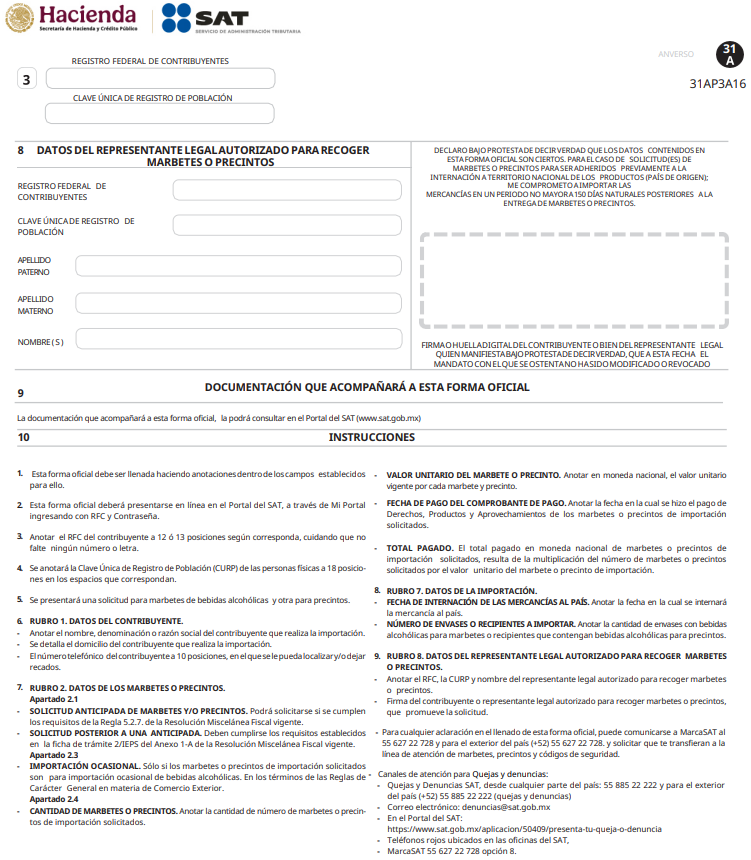 Hacienda
Secretaría de Hacienda y Crédito Público
SAT
SERVICIO DE ADMINISTRACIÓN TRIBUTARIA
ANVERSO
31
A
31AP3A16
REGISTRO FEDERAL DE CONTRIBUYENTES
3
CLAVE ÚNICA DE REGISTRO DE POBLACIÓN
8 DATOS DEL REPRESENTANTE LEGAL AUTORIZADO PARA RECOGER
MARBETES O PRECINTOS
REGISTRO FEDERAL DE
CONTRIBUYENTES
CLAVE ÚNICA DE REGISTRO DE
POBLACIÓN
APELLIDO
PATERNO
APELLIDO
MATERNO
NOMBRE ( S )
DECLARO BAJO PROTESTA DE DECIR VERDAD QUE LOS DATOS CONTENIDOS EN
ESTA FORMA OFICIAL SON CIERTOS. PARA EL CASO DE SOLICITUD(ES) DE
MARBETES O PRECINTOS PARA SER ADHERIDOS PREVIAMENTE A LA
INTERNACIÓN A TERRITORIO NACIONAL DE LOS PRODUCTOS (PAÍS DE ORIGEN);
ME COMPROMETO A IMPORTAR LAS
MERCANCÍAS EN UN PERIODO NO MAYOR A 150 DÍAS NATURALES POSTERIORES A LA
ENTREGA DE MARBETES O PRECINTOS.
FIRMA O HUELLA DIGITAL DEL CONTRIBUYENTE O BIEN DEL REPRESENTANTE LEGAL
QUIEN MANIFIESTA BAJO PROTESTA DE DECIR VERDAD, QUE A ESTA FECHA EL
MANDATO CON EL QUE SE OSTENTA NO HA SIDO MODIFICADO O REVOCADO
9 DOCUMENTACIÓN QUE ACOMPAÑARÁ A ESTA FORMA OFICIAL
La documentación que acompañará a esta forma oficial, la podrá consultar en el Portal del SAT (www.sat.gob.mx)
10 INSTRUCCIONES
1. Esta forma oficial debe ser llenada haciendo anotaciones dentro de los campos establecidos
para ello.
2. Esta forma oficial deberá presentarse en línea en el Portal del SAT, a través de Mi Portal
ingresando con RFC y Contraseña.
3. Anotar el RFC del contribuyente a 12 ó 13 posiciones según corresponda, cuidando que no
falte ningún número o letra.
4. Se anotará la Clave Única de Registro de Población (CURP) de las personas físicas a 18 posicio-
nes en los espacios que correspondan.
5. Se presentará una solicitud para marbetes de bebidas alcohólicas y otra para precintos.
6. RUBRO 1. DATOS DEL CONTRIBUYENTE.
- Anotar el nombre, denominación o razón social del contribuyente que realiza la importación.
- Se detalla el domicilio del contribuyente que realiza la importación.
- El número telefónico del contribuyente a 10 posiciones, en el que se le pueda localizar y/o dejar
recados.
7. RUBRO 2. DATOS DE LOS MARBETES O PRECINTOS.
Apartado 2.1
- SOLICITUD ANTICIPADA DE MARBETES Y/O PRECINTOS. Podrá solicitarse si se cumplen
los requisitos de la Regla 5.2.7. de la Resolución Miscelánea Fiscal vigente.
- SOLICITUD POSTERIOR A UNA ANTICIPADA. Deben cumplirse los requisitos establecidos
en la ficha de trámite 2/IEPS del Anexo 1-A de la Resolución Miscelánea Fiscal vigente.
Apartado 2.3
- IMPORTACIÓN OCASIONAL. Sólo si los marbetes o precintos de importación solicitados
son para importación ocasional de bebidas alcohólicas. En los términos de las Reglas de
Carácter General en materia de Comercio Exterior.
Apartado 2.4
- CANTIDAD DE MARBETES O PRECINTOS. Anotar la cantidad de número de marbetes o precin-
tos de importación solicitados.
- VALOR UNITARIO DEL MARBETE O PRECINTO. Anotar en moneda nacional, el valor unitario
vigente por cada marbete y precinto.
- FECHA DE PAGO DEL COMPROBANTE DE PAGO. Anotar la fecha en la cual se hizo el pago de
Derechos, Productos y Aprovechamientos de los marbetes o precintos de importación
solicitados.
- TOTAL PAGADO. El total pagado en moneda nacional de marbetes o precintos de
importación solicitados, resulta de la multiplicación del número de marbetes o precintos
solicitados por el valor unitario del marbete o precinto de importación.
8. RUBRO 7. DATOS DE LA IMPORTACIÓN.
- FECHA DE INTERNACIÓN DE LAS MERCANCÍAS AL PAÍS. Anotar la fecha en la cual se internará
la mercancía al país.
- NÚMERO DE ENVASES O RECIPIENTES A IMPORTAR. Anotar la cantidad de envases con bebidas
alcohólicas para marbetes o recipientes que contengan bebidas alcohólicas para precintos.
9. RUBRO 8. DATOS DEL REPRESENTANTE LEGAL AUTORIZADO PARA RECOGER MARBETES
O PRECINTOS.
- Anotar el RFC, la CURP y nombre del representante legal autorizado para recoger marbetes
o precintos.
- Firma del contribuyente o representante legal autorizado para recoger marbetes o precintos,
que promueve la solicitud.
- Para cualquier aclaración en el llenado de esta forma oficial, puede comunicarse a MarcaSAT al
55 627 22 728 y para el exterior del país (+52) 55 627 22 728. y solicitar que te transfieran a la
línea de atención de marbetes, precintos y códigos de seguridad.
- Canales de atención para Quejas y denuncias:
- Quejas y Denuncias SAT, desde cualquier parte del país: 55 885 22 222 y para el exterior
del país (+52) 55 885 22 222 (quejas y denuncias)
- Correo electrónico: denuncias@sat.gob.mx
- En el Portal del SAT:
https://www.sat.gob.mx/aplicacion/50409/presenta-tu-queja-o-denuncia
- Teléfonos rojos ubicados en las oficinas del SAT,
- MarcaSAT 55 627 22 728 opción 8.